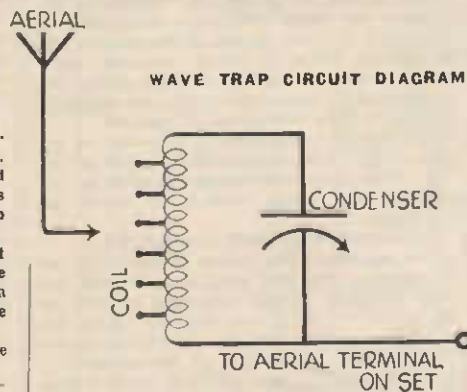 AERIAL
WAVE TRAP CIRCUIT DIAGRAM
CONDENSER
COIL
TO AERIAL TERMINAL
ON SET